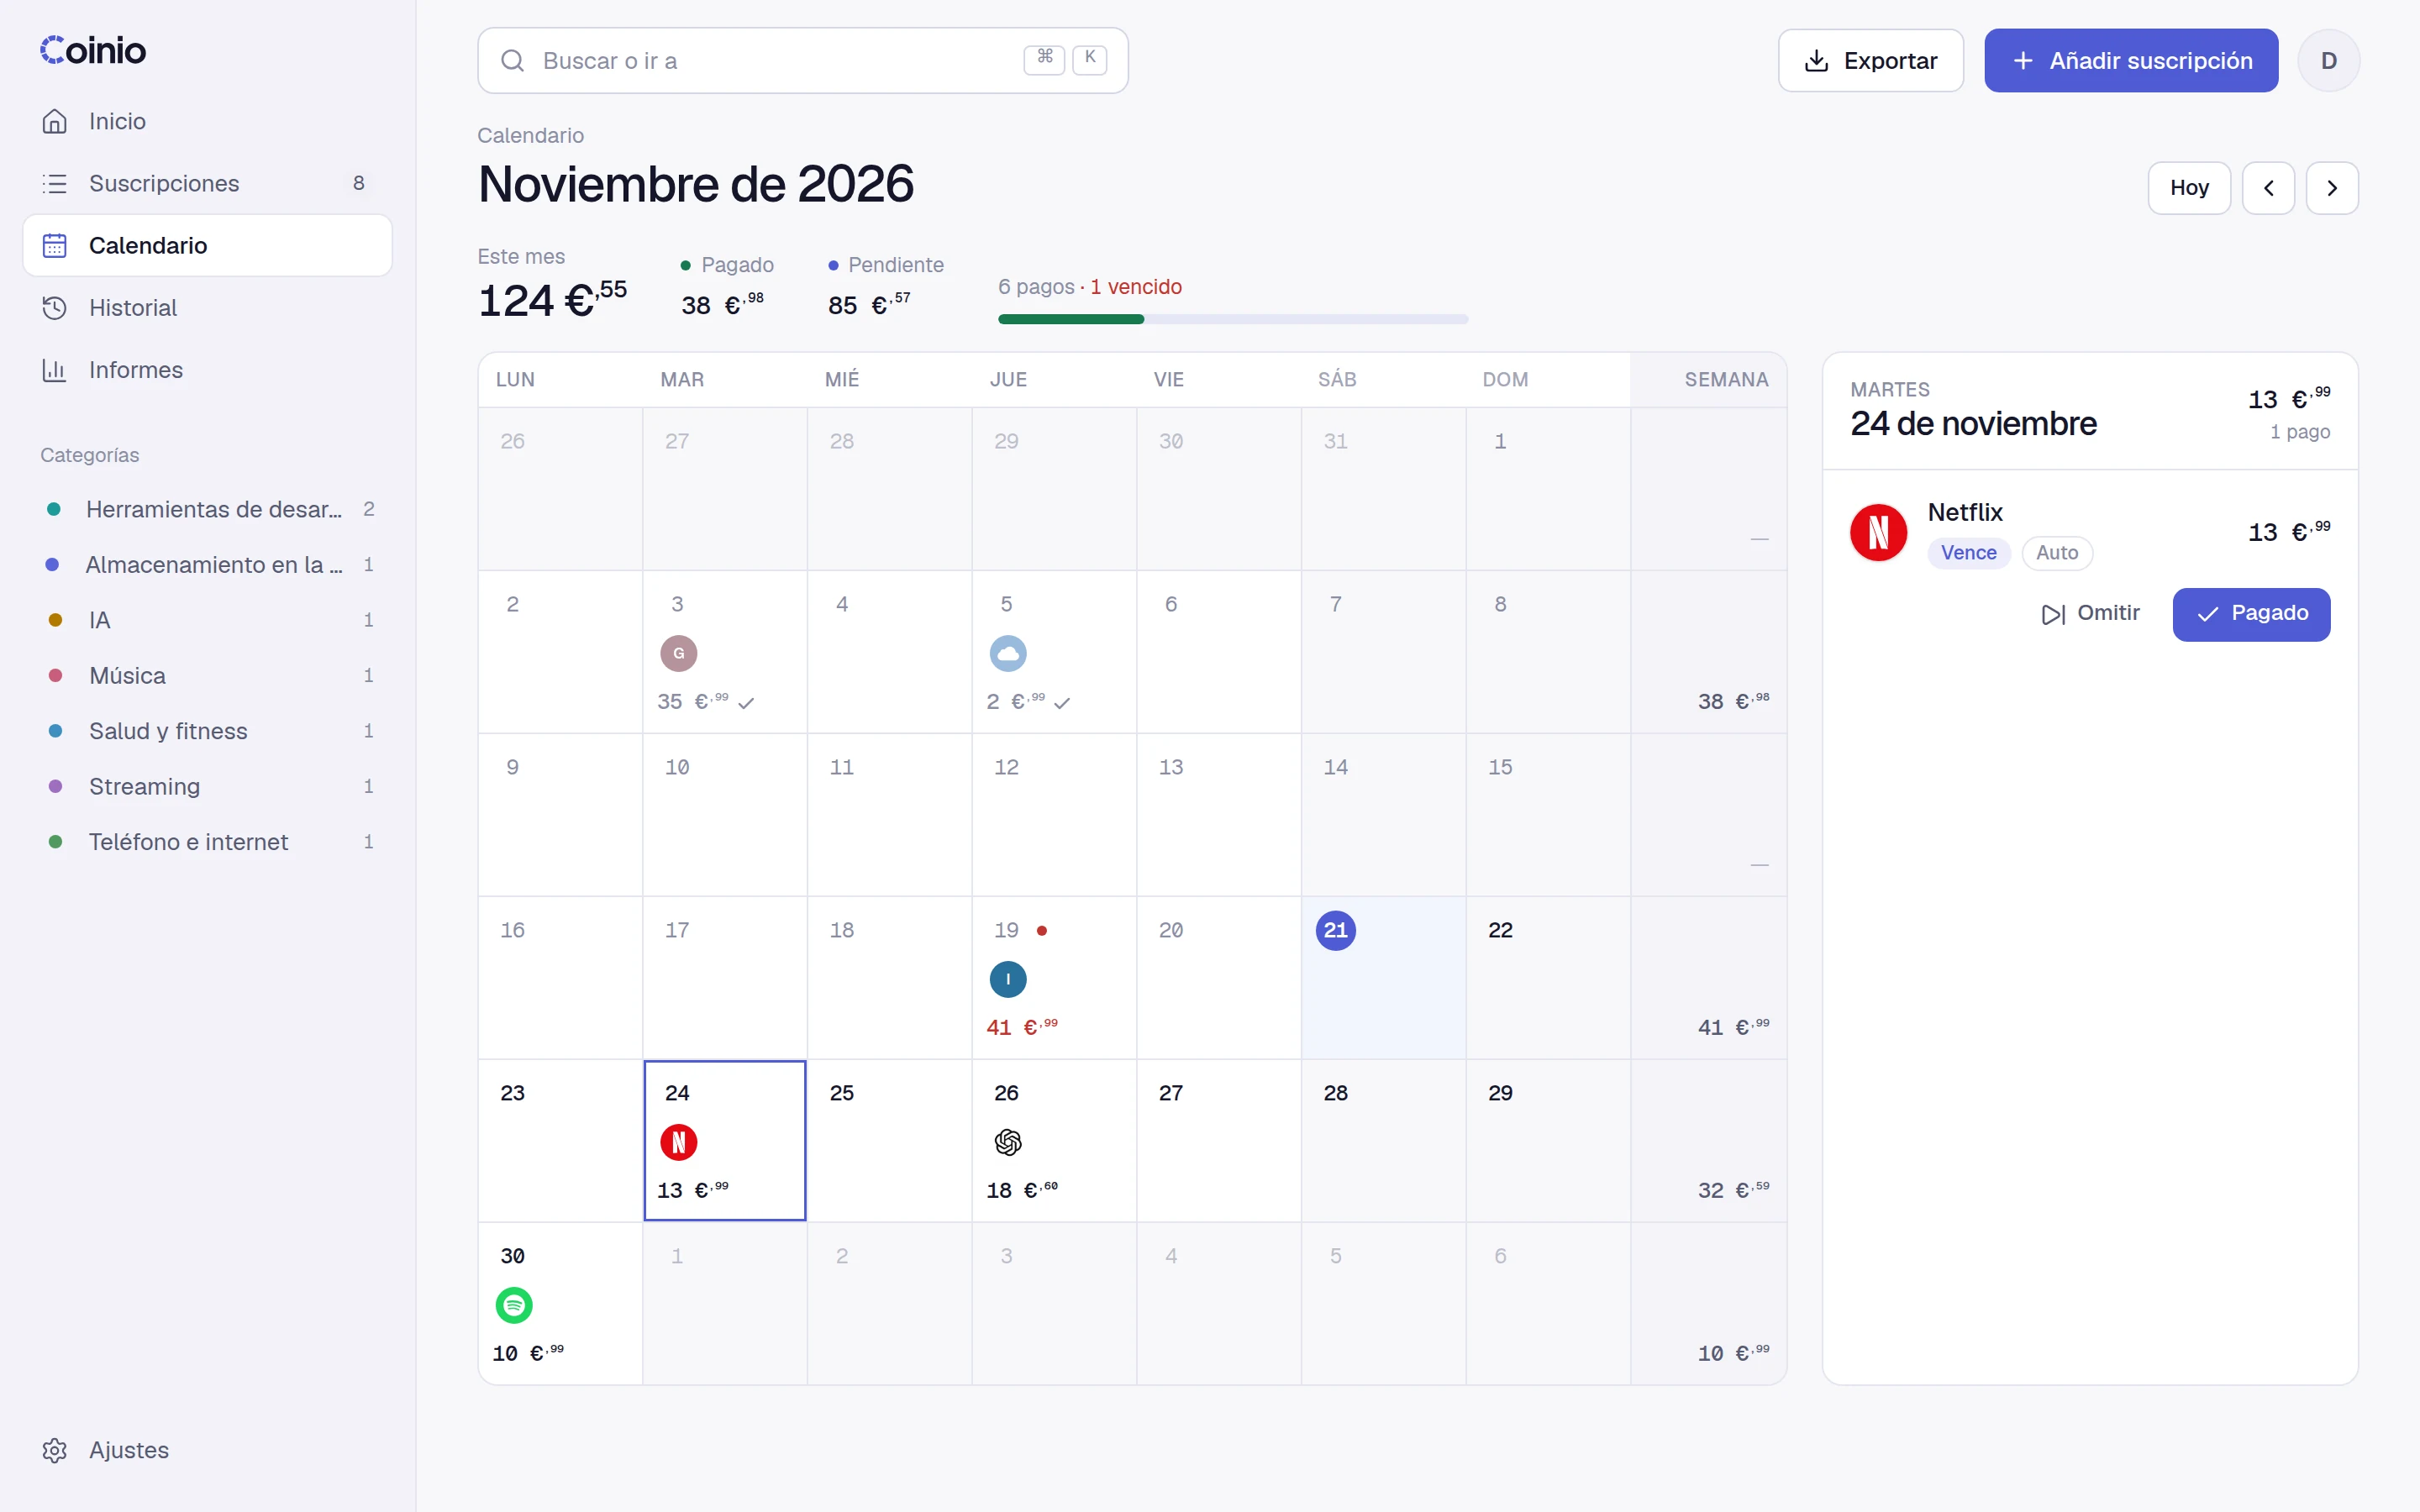 Coinio
Inicio
Suscripciones 8
Calendario
Historial
Informes
Categorías
Herramientas de desar... 2
Almacenamiento en la ... 1
IA 1
Música 1
Salud y fitness 1
Streaming 1
Teléfono e internet 1
Ajustes
Buscar o ir a ⌘ K
Exportar
+ Añadir suscripción
D
Calendario
Noviembre de 2026
Hoy
Este mes
124 €,55
Pagado
38 €,98
Pendiente
85 €,57
6 pagos · 1 vencido
LUN MAR MIÉ JUE VIE SÁB DOM SEMANA
26 27 28 29 30 31 1
—
2 3 4 5 6 7 8
G
35 €,99 2 €,99 38 €,98
9 10 11 12 13 14 15
—
16 17 18 19 20 21 22
I
41 €,99 41 €,99
23 24 25 26 27 28 29
N
13 €,99 18 €,60 32 €,59
30 1 2 3 4 5 6
10 €,99 10 €,99
MARTES
24 de noviembre
13 €,99
1 pago
N
Netflix
Vence Auto
13 €,99
Omitir
Pagado